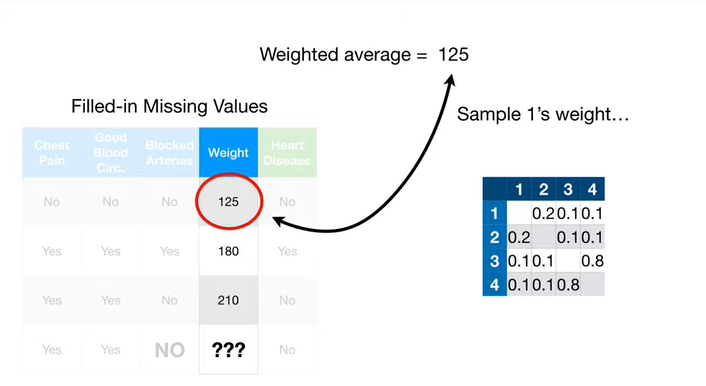 Weighted average = 125
Filled-in Missing Values
Sample 1's weight...
Chest Pain Good Blood Circ. Blocked Arteries Weight Heart Disease
No No No 125 No
Yes Yes Yes 180 Yes
Yes Yes No 210 No
Yes Yes NO ??? No
1 2 3 4
1 0.2 0.1 0.1
2 0.2 0.1 0.1
3 0.1 0.1 0.8
4 0.1 0.1 0.8